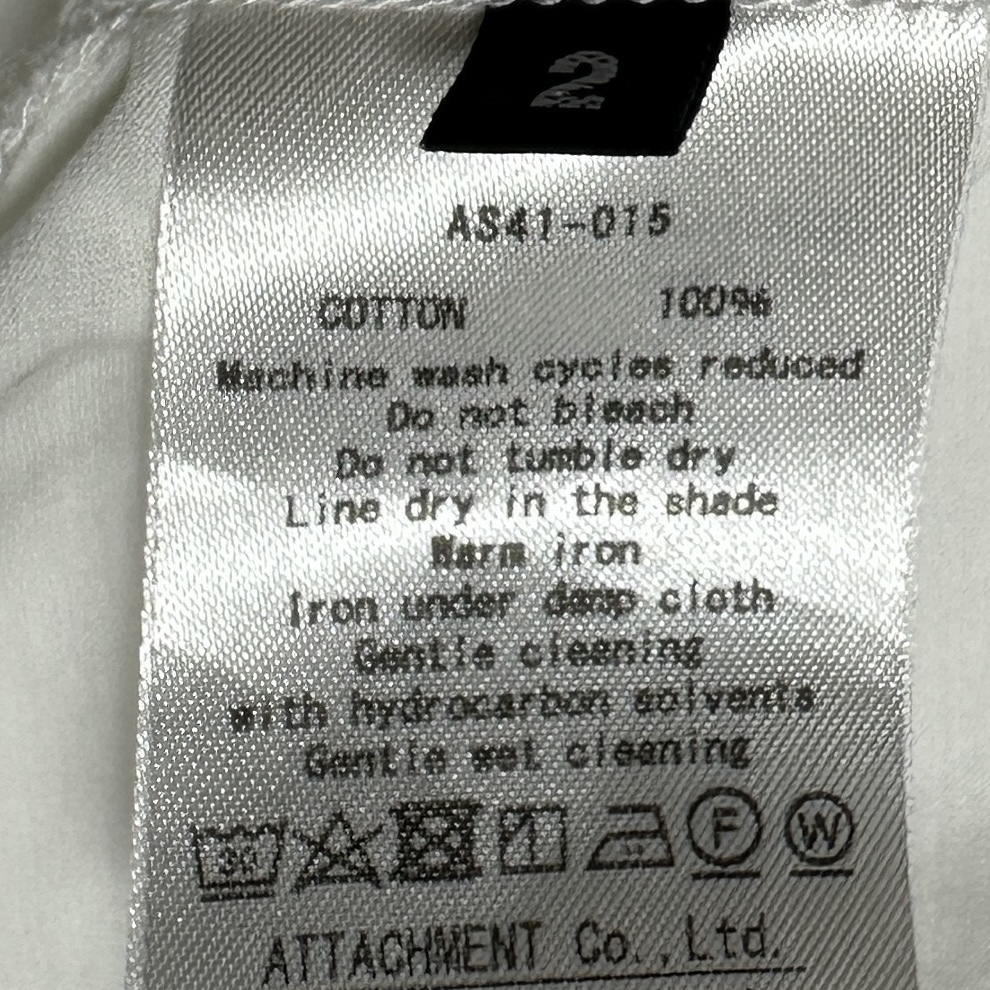 2
AS41-015
COTTON 100%
Machine wash cycles reduced
Do not bleach
Do not tumble dry
Line dry in the shade
Warm iron
Iron under damp cloth
Gentle cleening
with hydrocarbon solvents
Gentle wet cleaning
30 F W
ATTACHMENT Co.,Ltd.